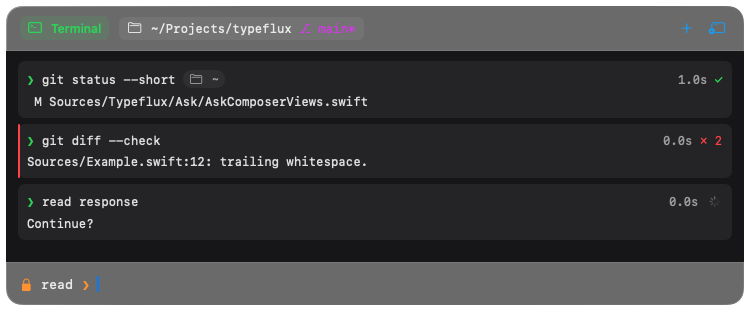 Terminal ~/Projects/typeflux main*
❯ git status --short ~ 1.0s ✓
M Sources/Typeflux/Ask/AskComposerViews.swift
❯ git diff --check 0.0s × 2
Sources/Example.swift:12: trailing whitespace.
❯ read response 0.0s
Continue?
read ❯